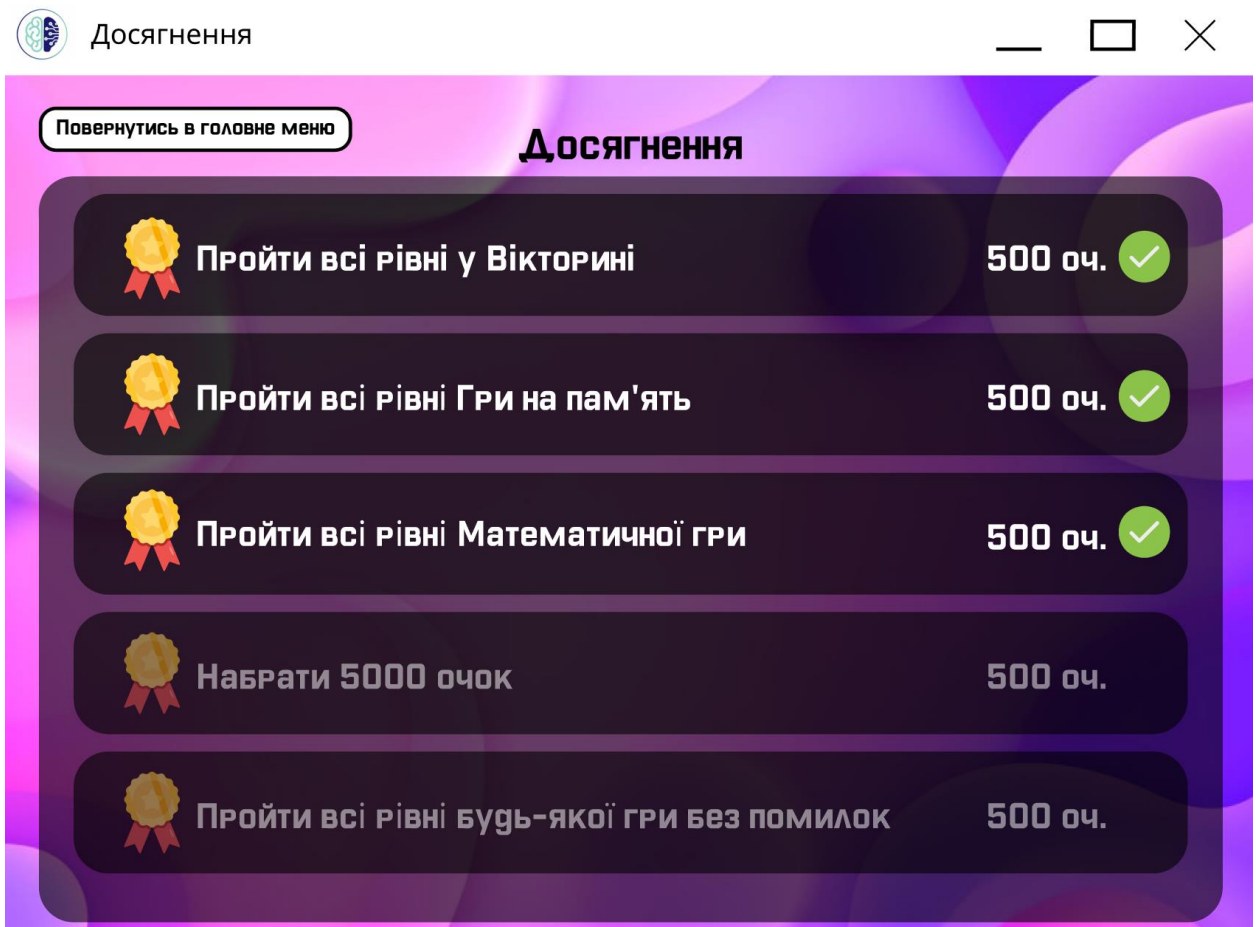 Досягнення
Повернутись в головне меню
Досягнення
Пройти всі рівні у Вікторині 500 оч.
Пройти всі рівні Гри на пам'ять 500 оч.
Пройти всі рівні Математичної гри 500 оч.
Набрати 5000 очок 500 оч.
Пройти всі рівні будь-якої гри без помилок 500 оч.